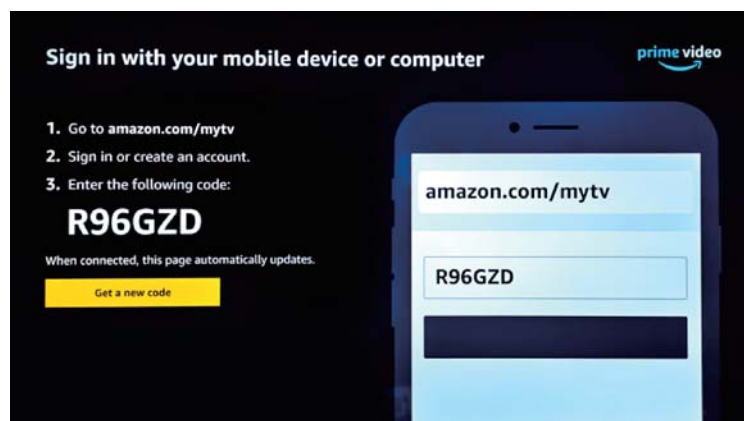 Sign in with your mobile device or computer
prime video
1. Go to amazon.com/mytv
2. Sign in or create an account.
3. Enter the following code:
R96GZD
When connected, this page automatically updates.
Get a new code
amazon.com/mytv
R96GZD